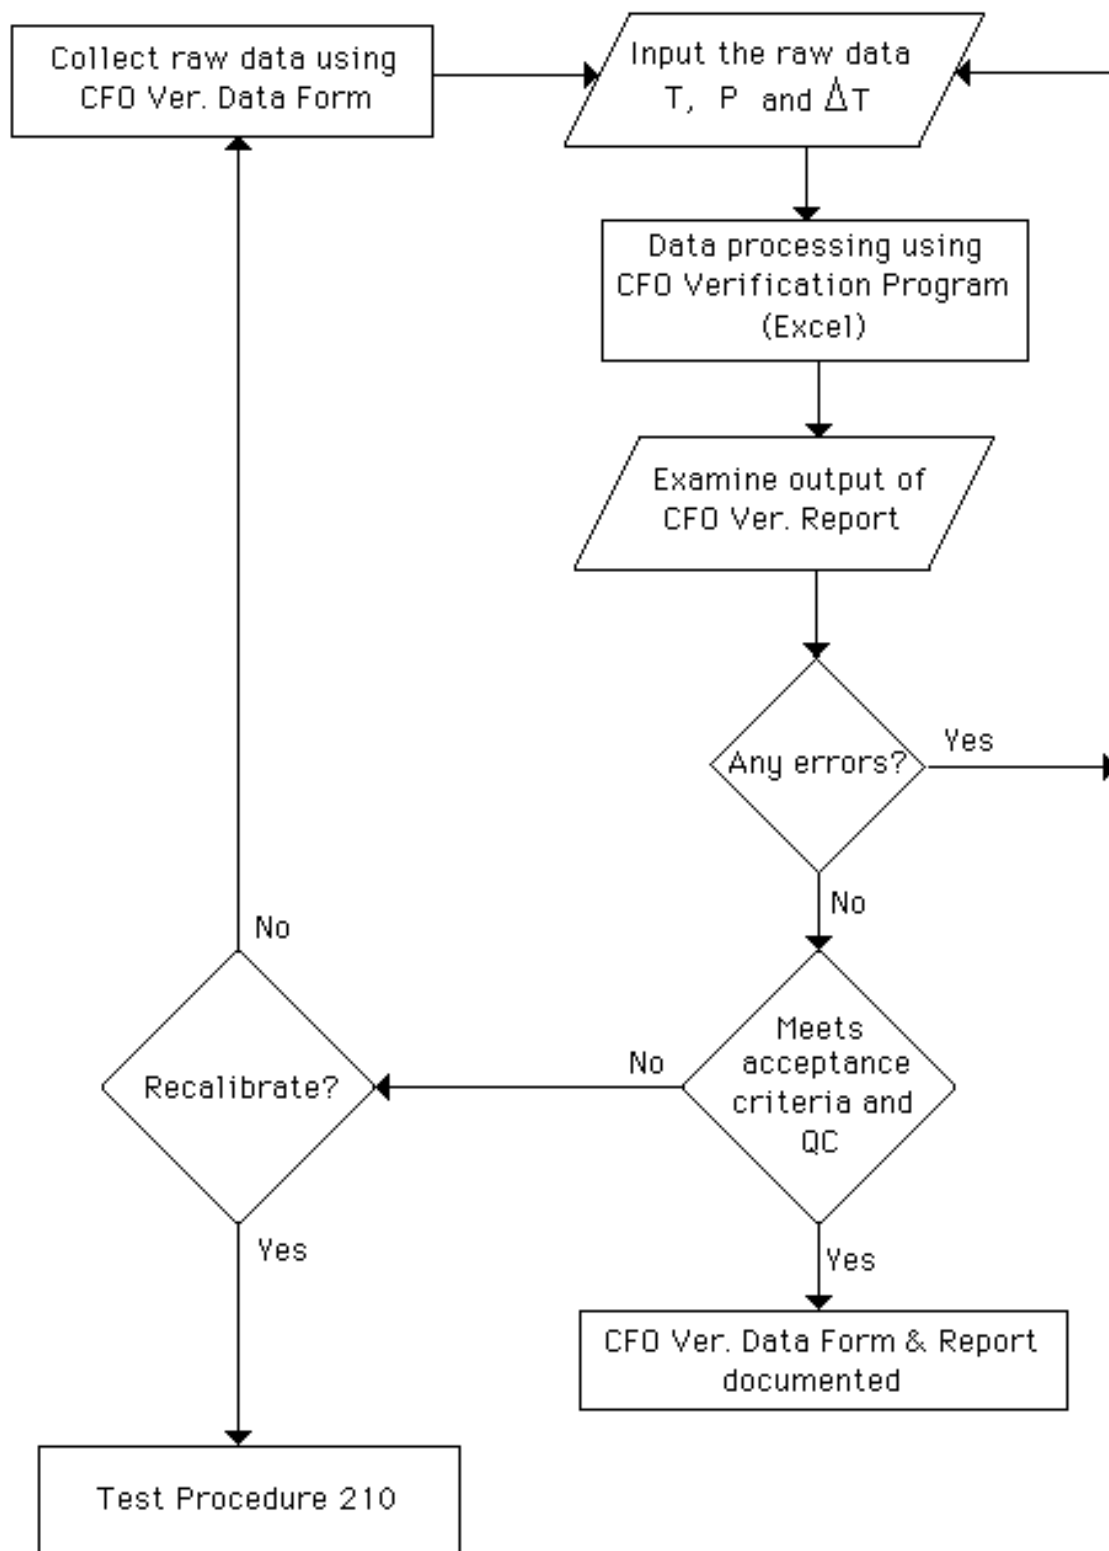 Collect raw data using
CFO Ver. Data Form
Input the raw data
T, P and ΔT
Data processing using
CFO Verification Program
(Excel)
Examine output of
CFO Ver. Report
Any errors?
Yes
No
Meets
acceptance
criteria and
QC
No
Yes
Recalibrate?
No
Yes
CFO Ver. Data Form & Report
documented
Test Procedure 210